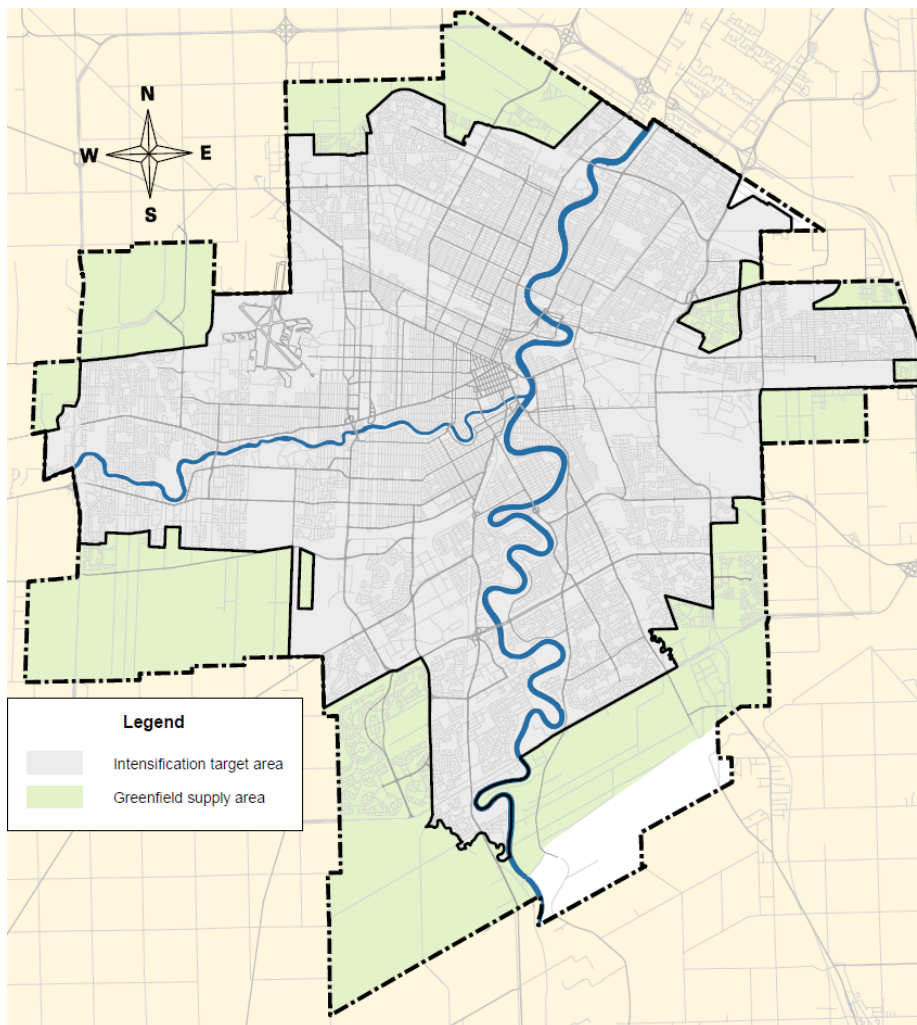 N
W E
S
Legend
Intensification target area
Greenfield supply area